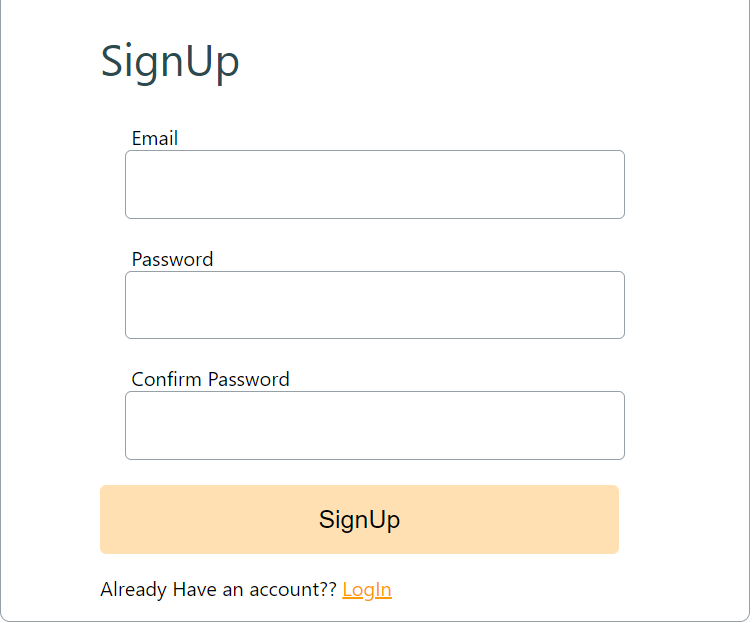 SignUp
Email
Password
Confirm Password
SignUp
Already Have an account?? LogIn